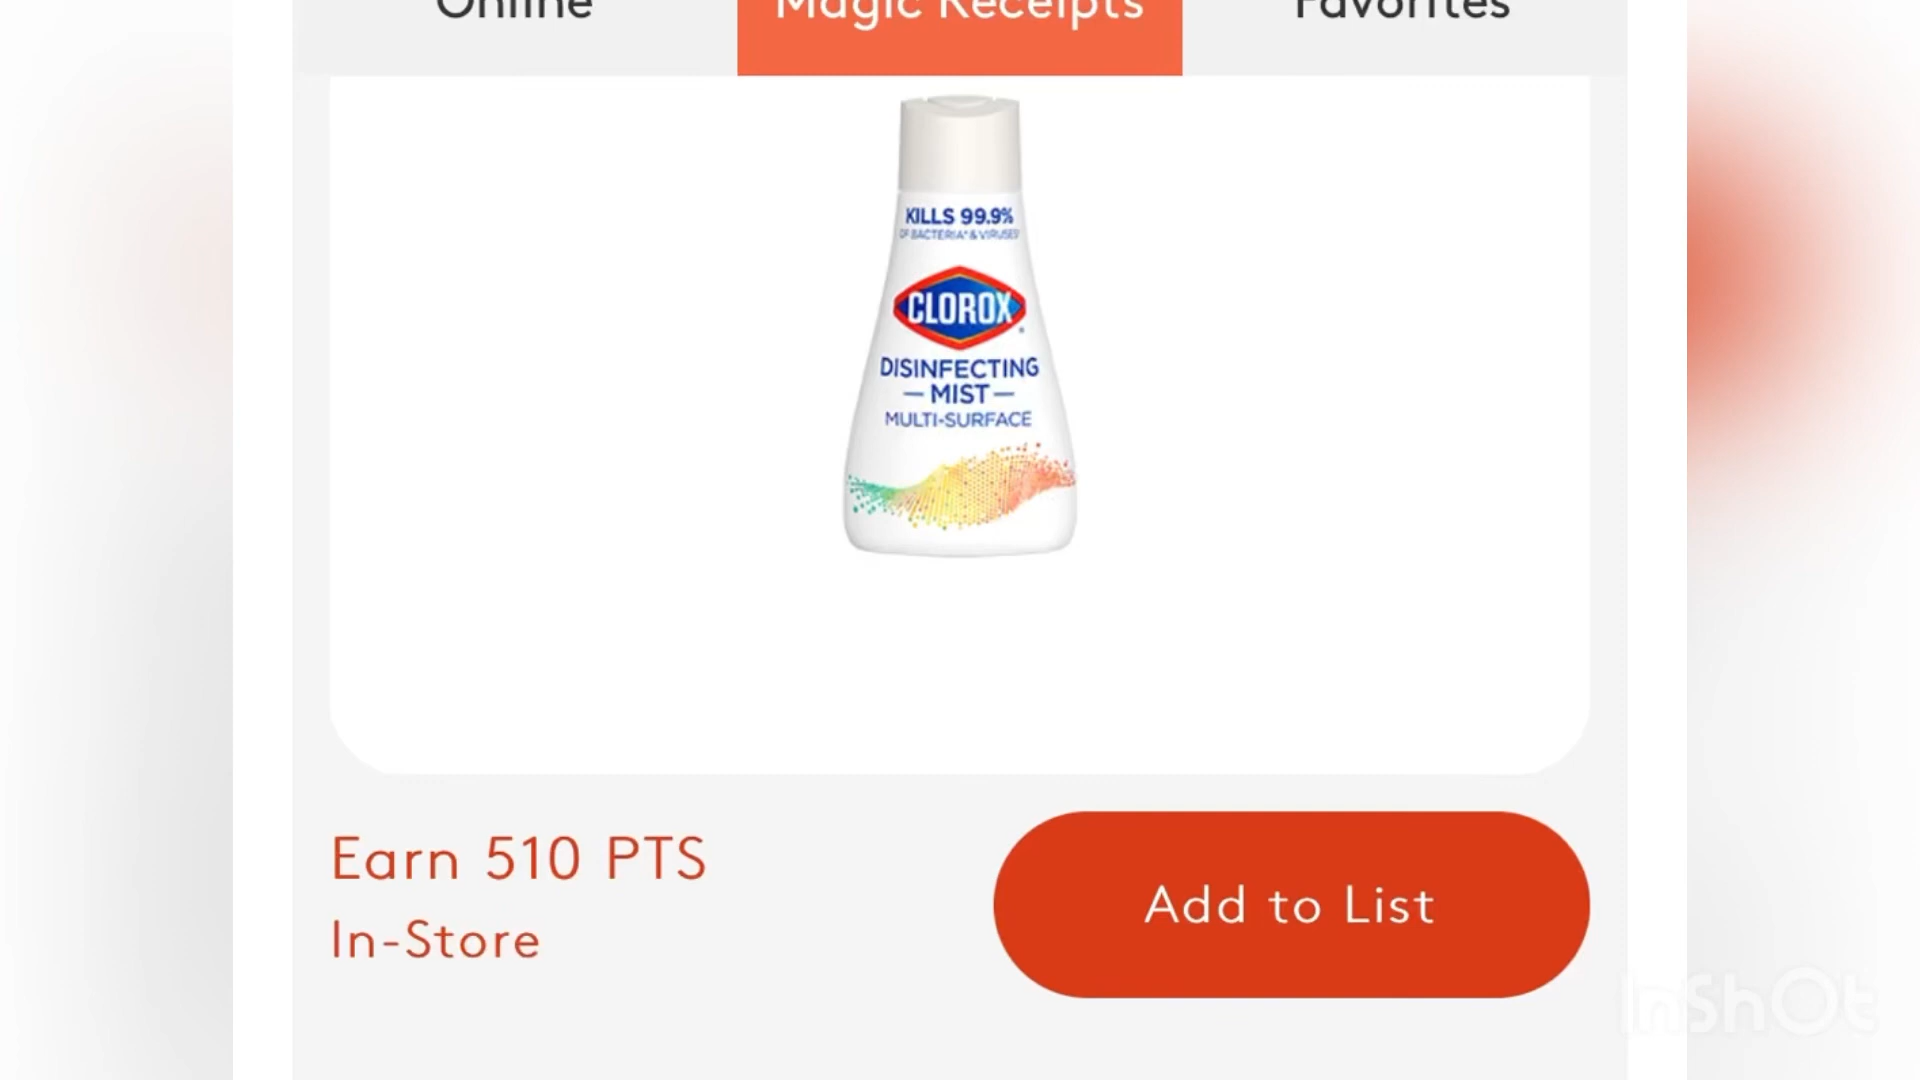 Online Magic Receipts Favorites
KILLS 99.9%
OF BACTERIA* & VIRUSES†
CLOROX
DISINFECTING
MIST
MULTI-SURFACE
Earn 510 PTS
In-Store
Add to List
InShOt